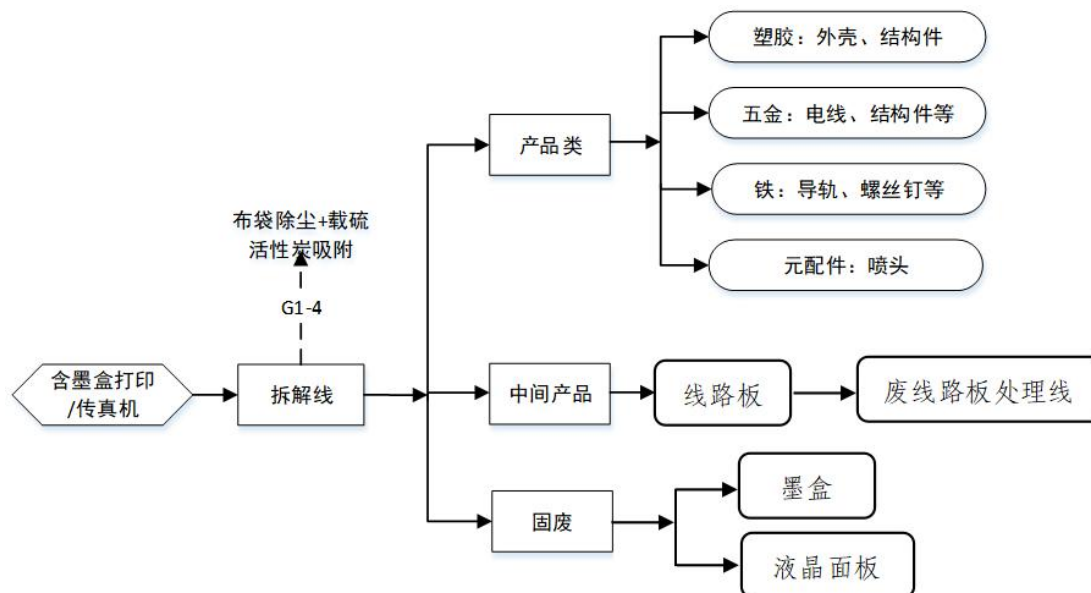 塑胶：外壳、结构件
五金：电线、结构件等
产品类
铁：导轨、螺丝钉等
布袋除尘+载硫
活性炭吸附
元配件：喷头
G1-4
含墨盒打印
/传真机
拆解线
中间产品
线路板
废线路板处理线
墨盒
固废
液晶面板